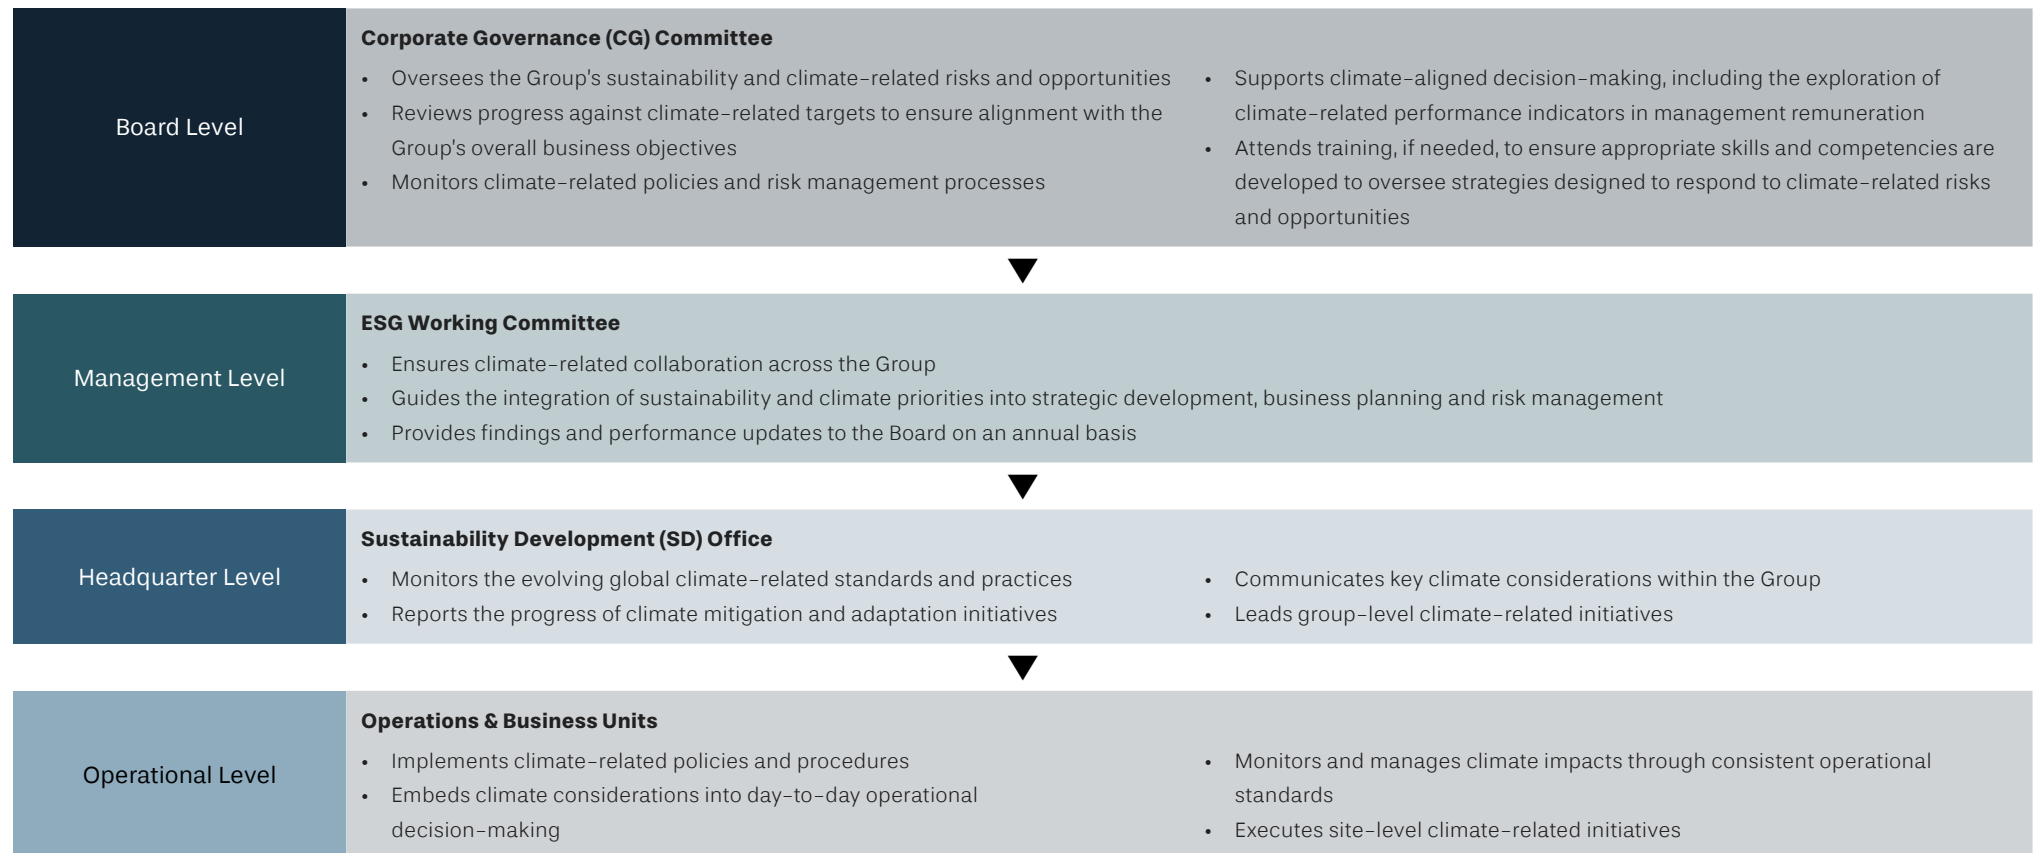 Board Level
Corporate Governance (CG) Committee
• Oversees the Group's sustainability and climate-related risks and opportunities
• Reviews progress against climate-related targets to ensure alignment with the
Group's overall business objectives
• Monitors climate-related policies and risk management processes
• Supports climate-aligned decision-making, including the exploration of
climate-related performance indicators in management remuneration
• Attends training, if needed, to ensure appropriate skills and competencies are
developed to oversee strategies designed to respond to climate-related risks
and opportunities
Management Level
ESG Working Committee
• Ensures climate-related collaboration across the Group
• Guides the integration of sustainability and climate priorities into strategic development, business planning and risk management
• Provides findings and performance updates to the Board on an annual basis
Headquarter Level
Sustainability Development (SD) Office
• Monitors the evolving global climate-related standards and practices
• Reports the progress of climate mitigation and adaptation initiatives
• Communicates key climate considerations within the Group
• Leads group-level climate-related initiatives
Operational Level
Operations & Business Units
• Implements climate-related policies and procedures
• Embeds climate considerations into day-to-day operational
decision-making
• Monitors and manages climate impacts through consistent operational
standards
• Executes site-level climate-related initiatives